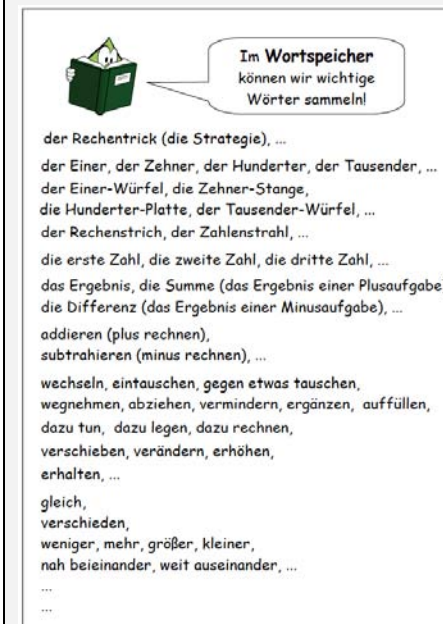 Im Wortspeicher
können wir wichtige
Wörter sammeln!
der Rechentrick (die Strategie), ...
der Einer, der Zehner, der Hunderter, der Tausender, ...
der Einer-Würfel, die Zehner-Stange,
die Hunderter-Platte, der Tausender-Würfel, ...
der Rechenstrich, der Zahlenstrahl, ...
die erste Zahl, die zweite Zahl, die dritte Zahl, ...
das Ergebnis, die Summe (das Ergebnis einer Plusaufgabe)
die Differenz (das Ergebnis einer Minusaufgabe), ...
addieren (plus rechnen),
subtrahieren (minus rechnen), ...
wechseln, eintauschen, gegen etwas tauschen,
wegnehmen, abziehen, vermindern, ergänzen, auffüllen,
dazu tun, dazu legen, dazu rechnen,
verschieben, verändern, erhöhen,
erhalten, ...
gleich,
verschieden,
weniger, mehr, größer, kleiner,
nah beieinander, weit auseinander, ...
...
...